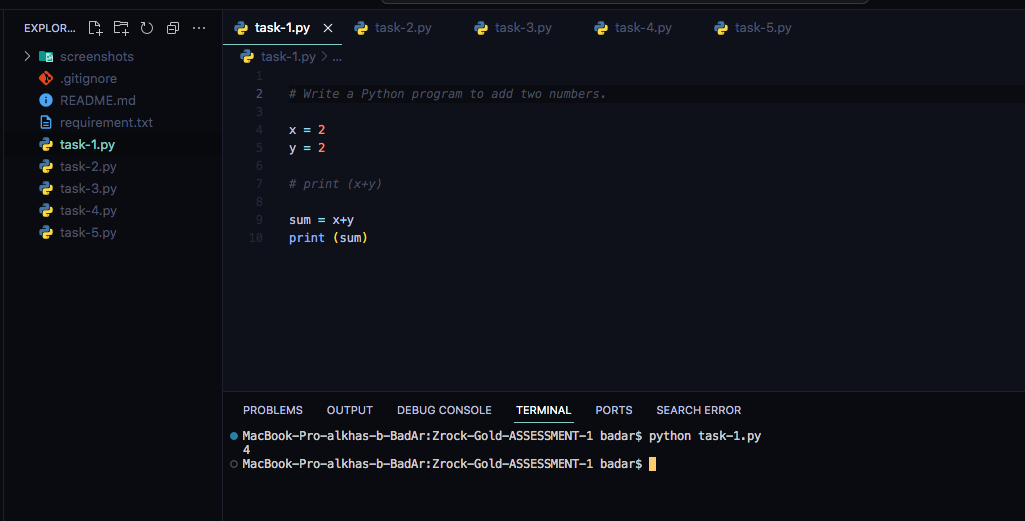 EXPLOR...
screenshots
.gitignore
README.md
requirement.txt
task-1.py
task-2.py
task-3.py
task-4.py
task-5.py
task-1.py task-2.py task-3.py task-4.py task-5.py
task-1.py > ...
1
2 # Write a Python program to add two numbers.
3
4 x = 2
5 y = 2
6
7 # print (x+y)
8
9 sum = x+y
10 print (sum)
PROBLEMS OUTPUT DEBUG CONSOLE TERMINAL PORTS SEARCH ERROR
MacBook-Pro-alkhas-b-BadAr:Zrock-Gold-ASSESSMENT-1 badar$ python task-1.py
4
MacBook-Pro-alkhas-b-BadAr:Zrock-Gold-ASSESSMENT-1 badar$